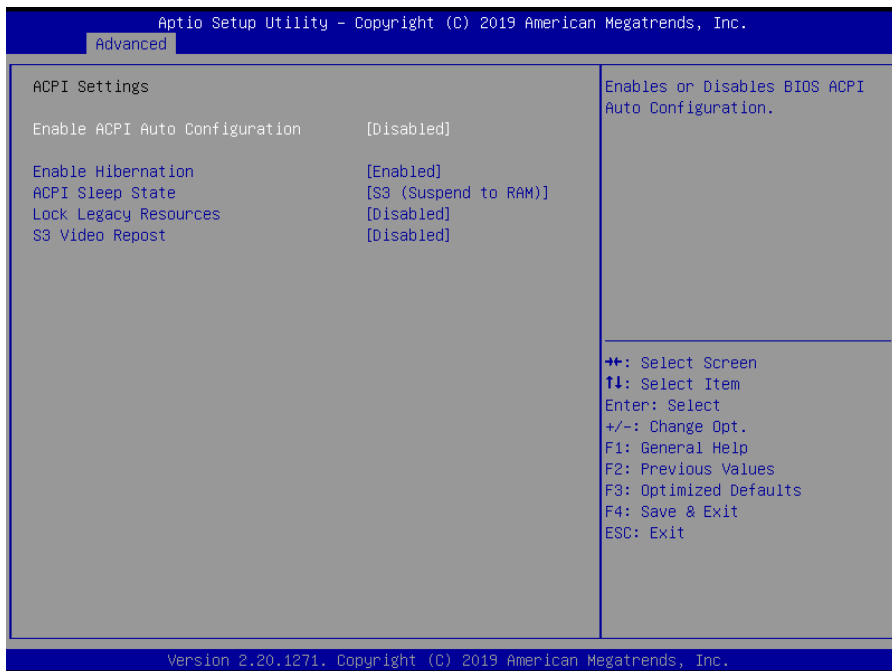 Aptio Setup Utility – Copyright (C) 2019 American Megatrends, Inc.
Advanced
ACPI Settings
Enable ACPI Auto Configuration [Disabled]
Enable Hibernation [Enabled]
ACPI Sleep State [S3 (Suspend to RAM)]
Lock Legacy Resources [Disabled]
S3 Video Repost [Disabled]
Enables or Disables BIOS ACPI
Auto Configuration.
→←: Select Screen
↑↓: Select Item
Enter: Select
+/-: Change Opt.
F1: General Help
F2: Previous Values
F3: Optimized Defaults
F4: Save & Exit
ESC: Exit
Version 2.20.1271. Copyright (C) 2019 American Megatrends, Inc.